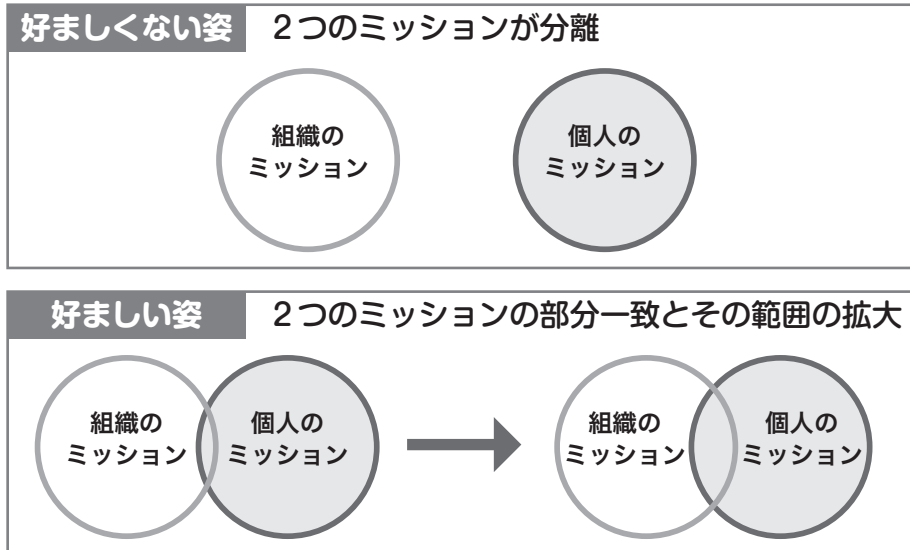 好ましくない姿 2つのミッションが分離
組織の
ミッション
個人の
ミッション
好ましい姿 2つのミッションの部分一致とその範囲の拡大
組織の
ミッション
個人の
ミッション
組織の
ミッション
個人の
ミッション